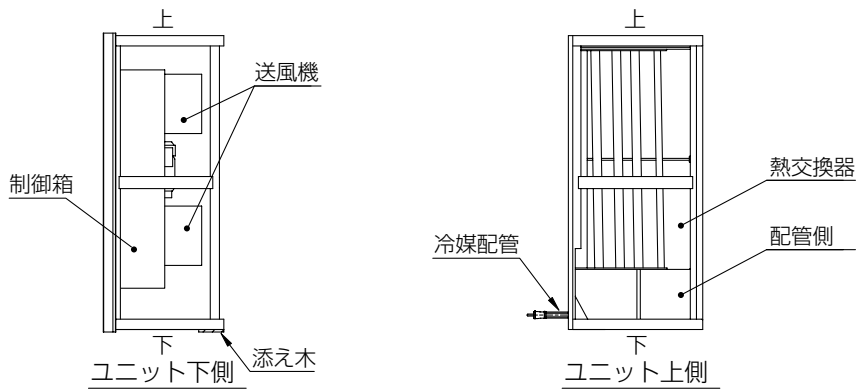 上
送風機
制御箱
下
添え木
ユニット下側
上
熱交換器
配管側
冷媒配管
下
ユニット上側